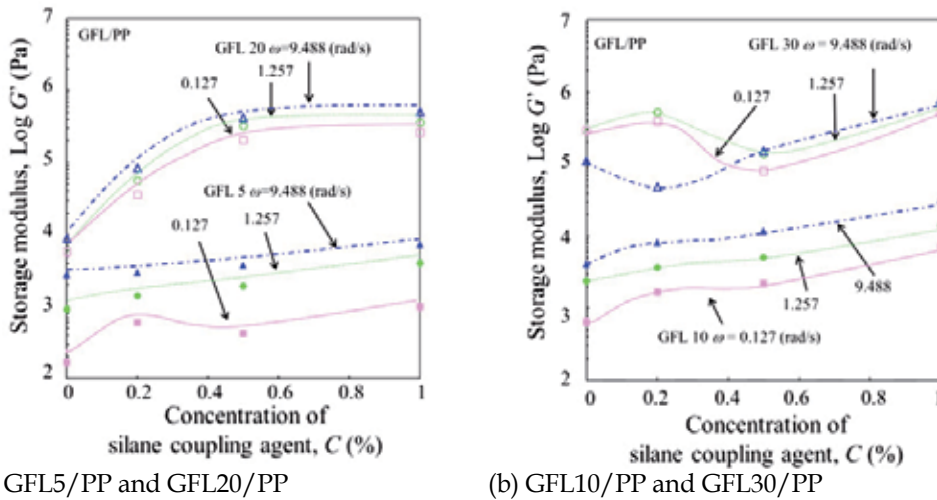 7
6
5
4
3
2
Storage modulus, Log G' (Pa)
GFL/PP
GFL 20 ω=9.488 (rad/s)
1.257
0.127
GFL 5 ω=9.488 (rad/s)
1.257
0.127
0 0.2 0.4 0.6 0.8 1
Concentration of
silane coupling agent, C (%)
GFL5/PP and GFL20/PP
7
6
5
4
3
2
Storage modulus, Log G' (Pa)
GFL/PP
GFL 30 ω = 9.488 (rad/s)
1.257
0.127
9.488
1.257
GFL 10 ω = 0.127 (rad/s)
0 0.2 0.4 0.6 0.8 1
Concentration of
silane coupling agent, C (%)
(b) GFL10/PP and GFL30/PP